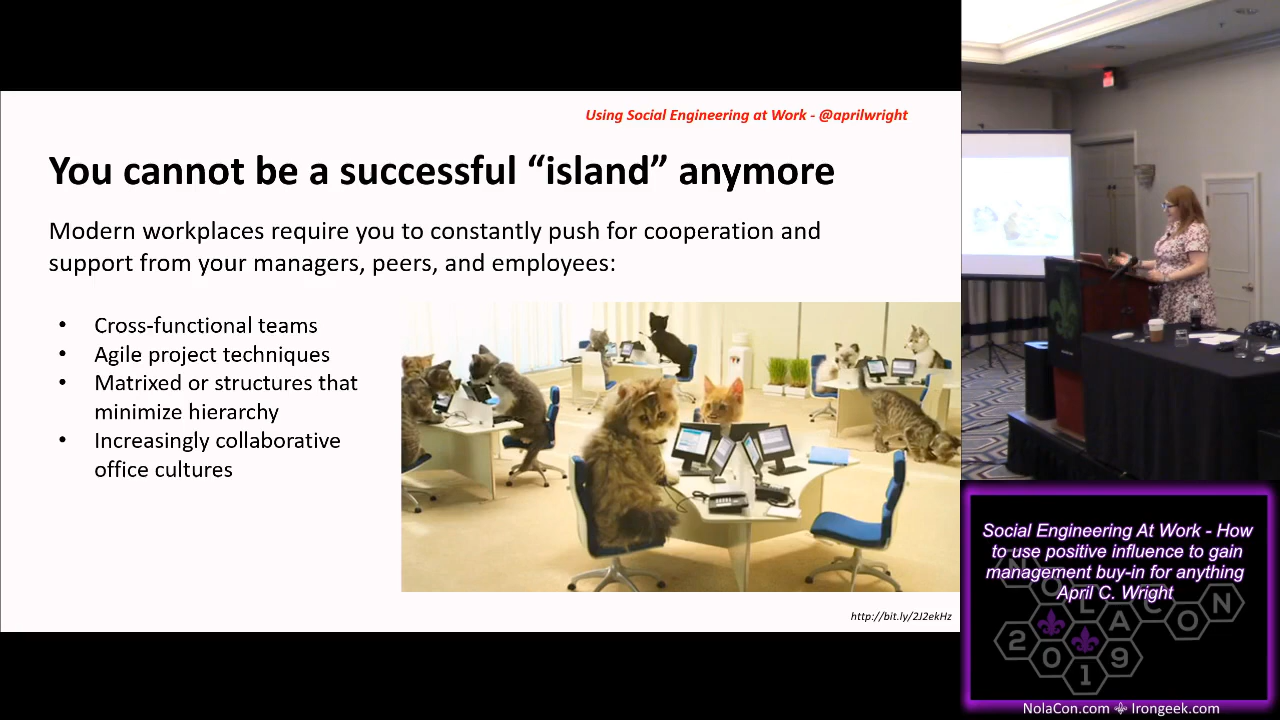 Using Social Engineering at Work - @aprilwright
You cannot be a successful “island” anymore
Modern workplaces require you to constantly push for cooperation and
support from your managers, peers, and employees:
• Cross-functional teams
• Agile project techniques
• Matrixed or structures that
minimize hierarchy
• Increasingly collaborative
office cultures
http://bit.ly/2J2ekHz
Social Engineering At Work - How
to use positive influence to gain
management buy-in for anything
April C. Wright
NOLACON
2019
NolaCon.com ⚜ Irongeek.com